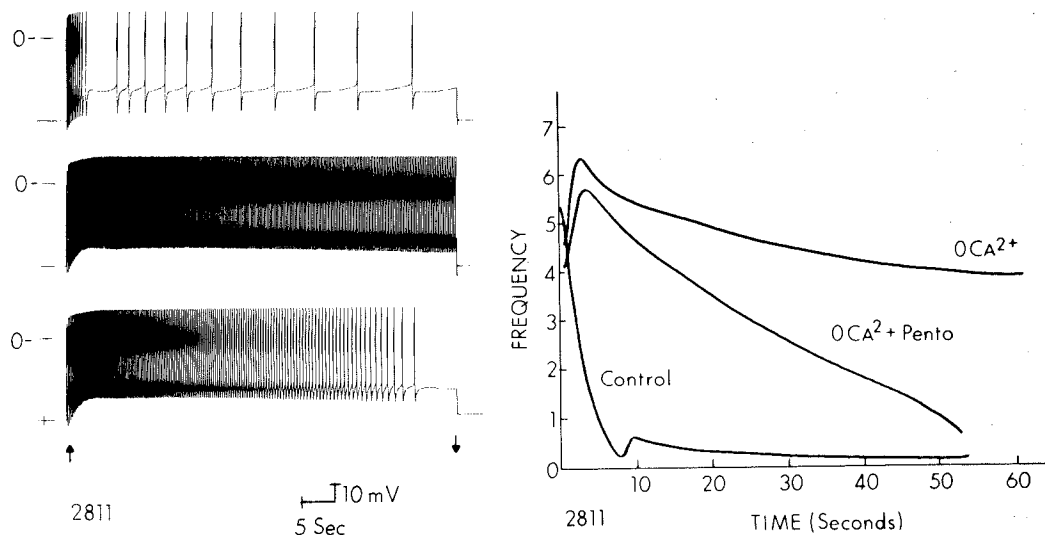 0--
0--
0--
10 mV
5 Sec
2811
7
6
5
4
3
2
1
0
FREQUENCY
0CA2+
0CA2+ Pento
Control
10 20 30 40 50 60
2811 TIME (Seconds)